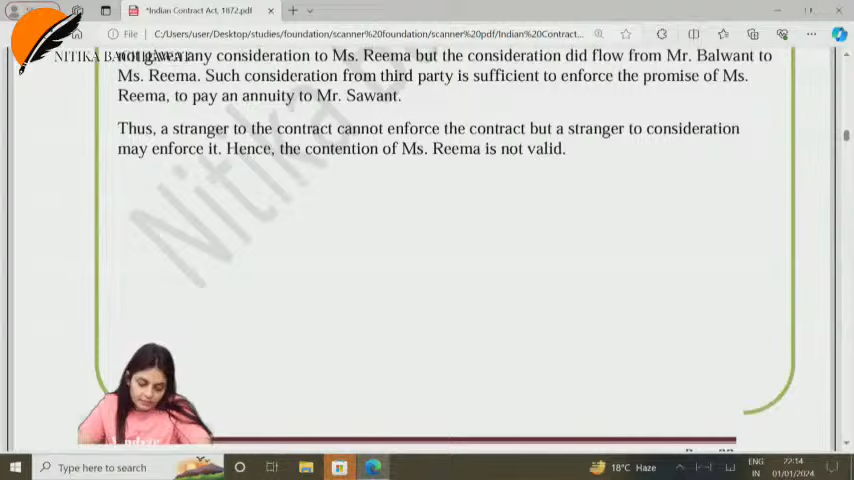 *Indian Contract Act, 1872.pdf
File C:/Users/user/Desktop/studies/foundation/scanner%20foundation/scanner%20pdf/Indian%20Contract...
any consideration to Ms. Reema but the consideration did flow from Mr. Balwant to
Ms. Reema. Such consideration from third party is sufficient to enforce the promise of Ms.
Reema, to pay an annuity to Mr. Sawant.
Thus, a stranger to the contract cannot enforce the contract but a stranger to consideration
may enforce it. Hence, the contention of Ms. Reema is not valid.
Nitika
Type here to search
18°C Haze
ENG
IN
22:14
01/01/2024